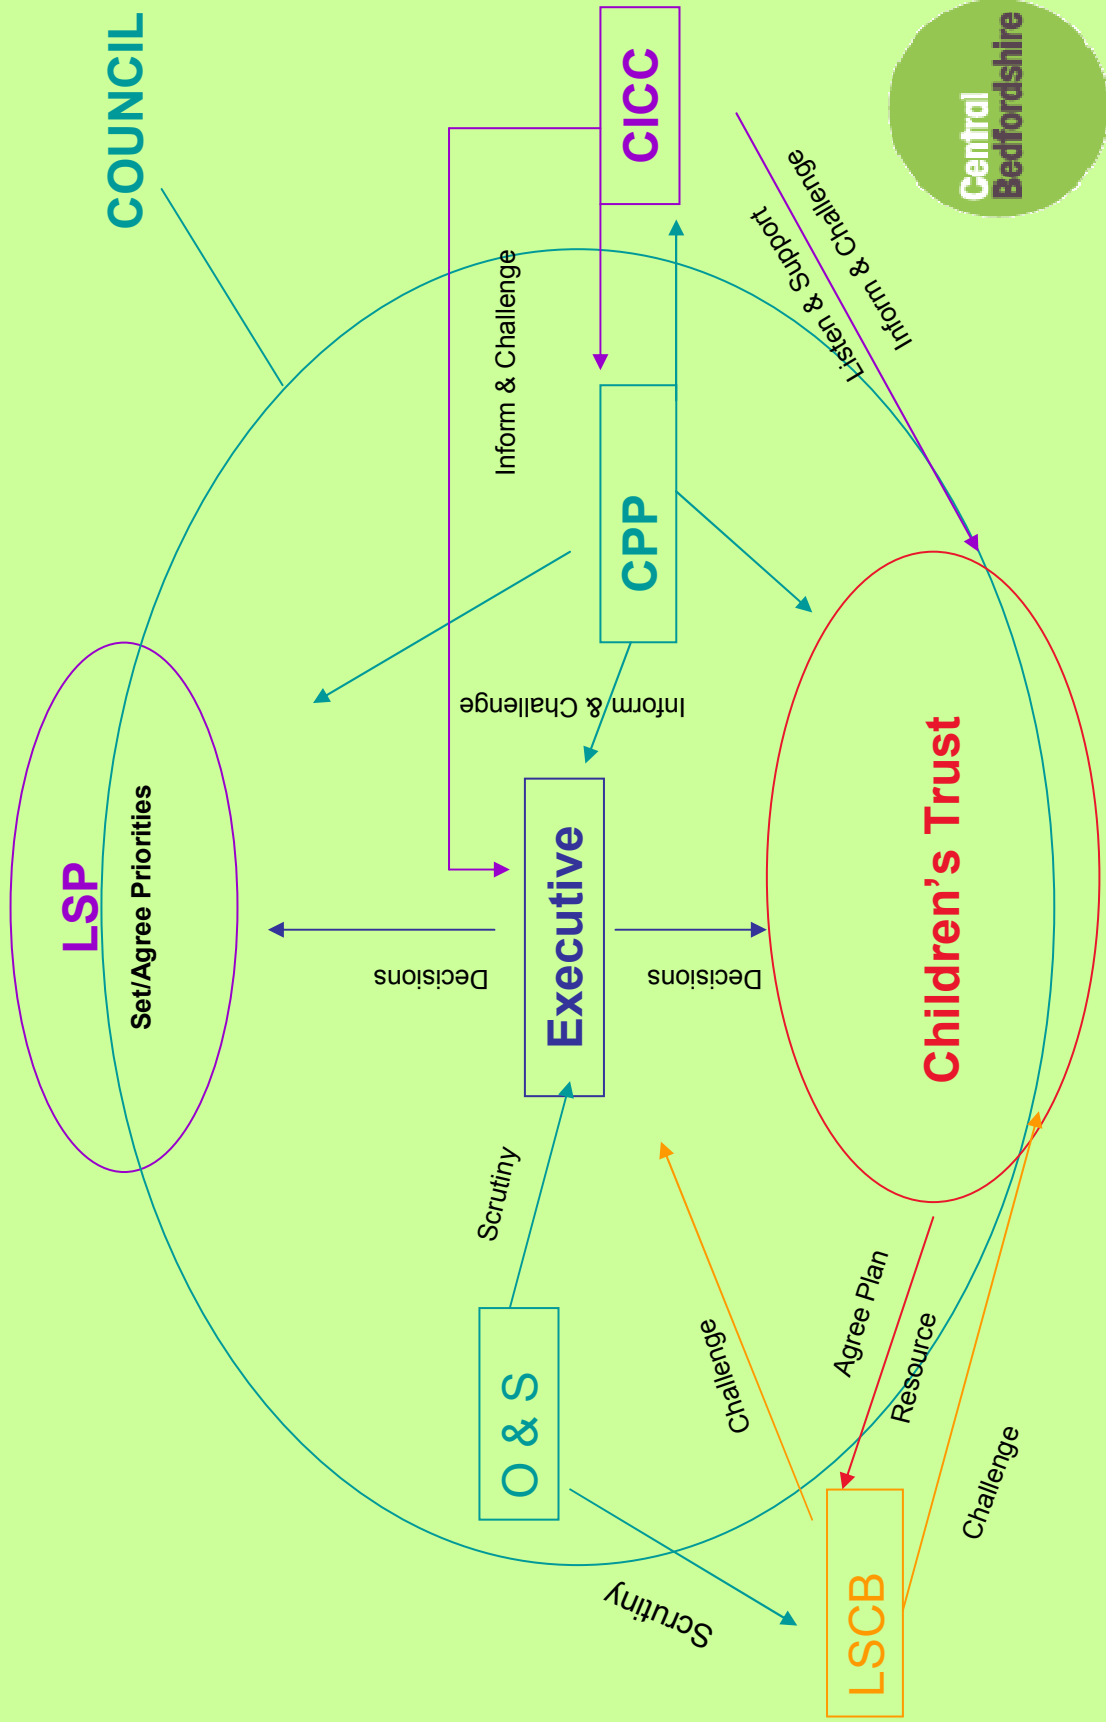 COUNCIL
LSP
Set/Agree Priorities
CICC
Inform & Challenge
CPP
Inform & Challenge
Listen & Support
Inform & Challenge
Decisions
Executive
Decisions
Scrutiny
O & S
Scrutiny
Children’s Trust
Challenge
Agree Plan
Resource
Challenge
LSCB
Central
Bedfordshire